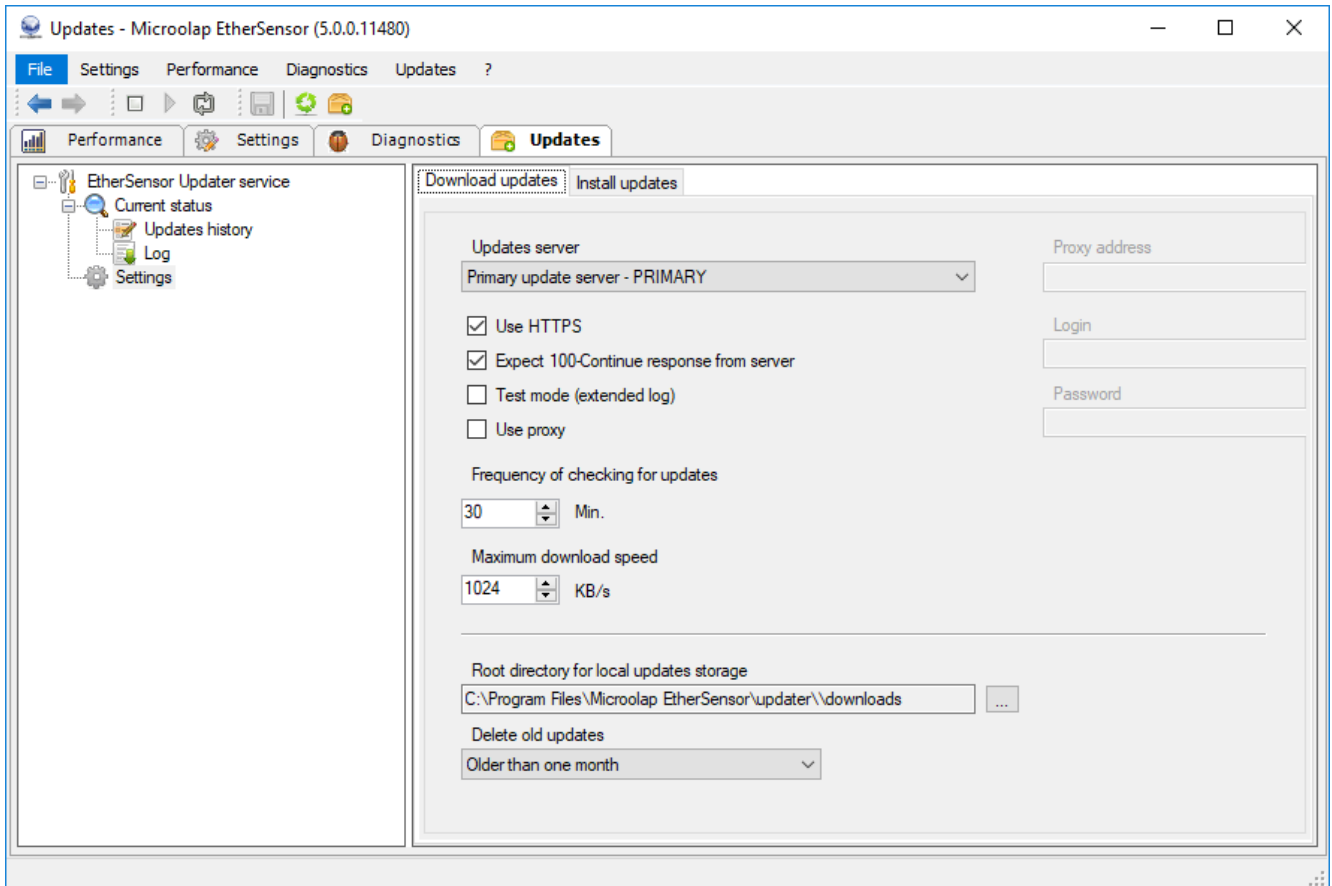 Updates - Microolap EtherSensor (5.0.0.11480)
File Settings Performance Diagnostics Updates ?
Performance Settings Diagnostics Updates
EtherSensor Updater service
Current status
Updates history
Log
Settings
Download updates Install updates
Updates server
Primary update server - PRIMARY
Use HTTPS
Expect 100-Continue response from server
Test mode (extended log)
Use proxy
Proxy address
Login
Password
Frequency of checking for updates
30 Min.
Maximum download speed
1024 KB/s
Root directory for local updates storage
C:\Program Files\Microolap EtherSensor\updater\\downloads
...
Delete old updates
Older than one month